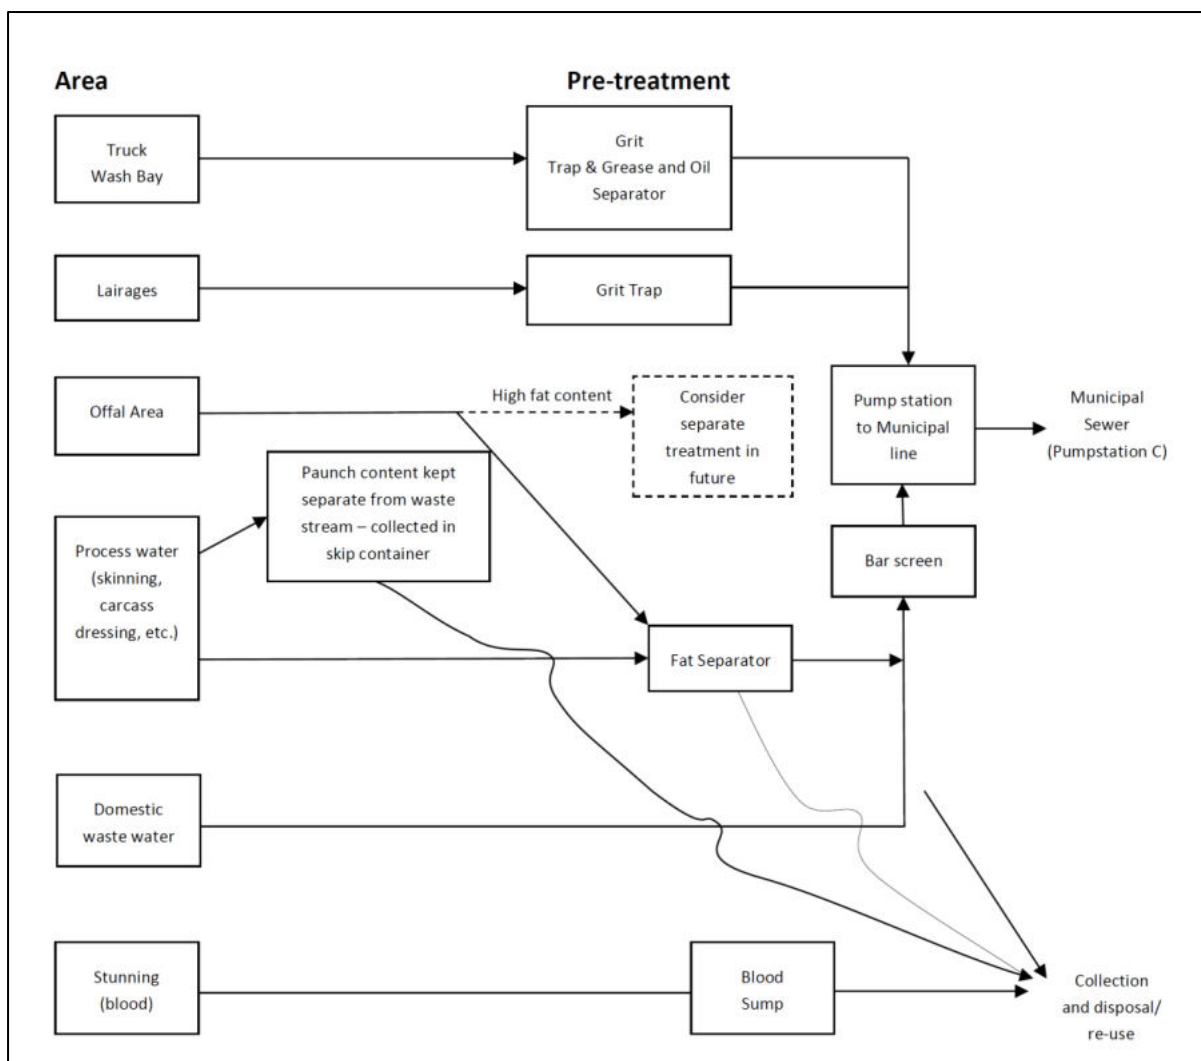 Area
Pre-treatment
Truck
Wash Bay
Grit
Trap & Grease and Oil
Separator
Lairages
Grit Trap
Offal Area
High fat content
Consider
separate
treatment in
future
Pump station
to Municipal
line
Municipal
Sewer
(Pumpstation C)
Paunch content kept
separate from waste
stream – collected in
skip container
Process water
(skinning,
carcass
dressing, etc.)
Bar screen
Fat Separator
Domestic
waste water
Stunning
(blood)
Blood
Sump
Collection
and disposal/
re-use